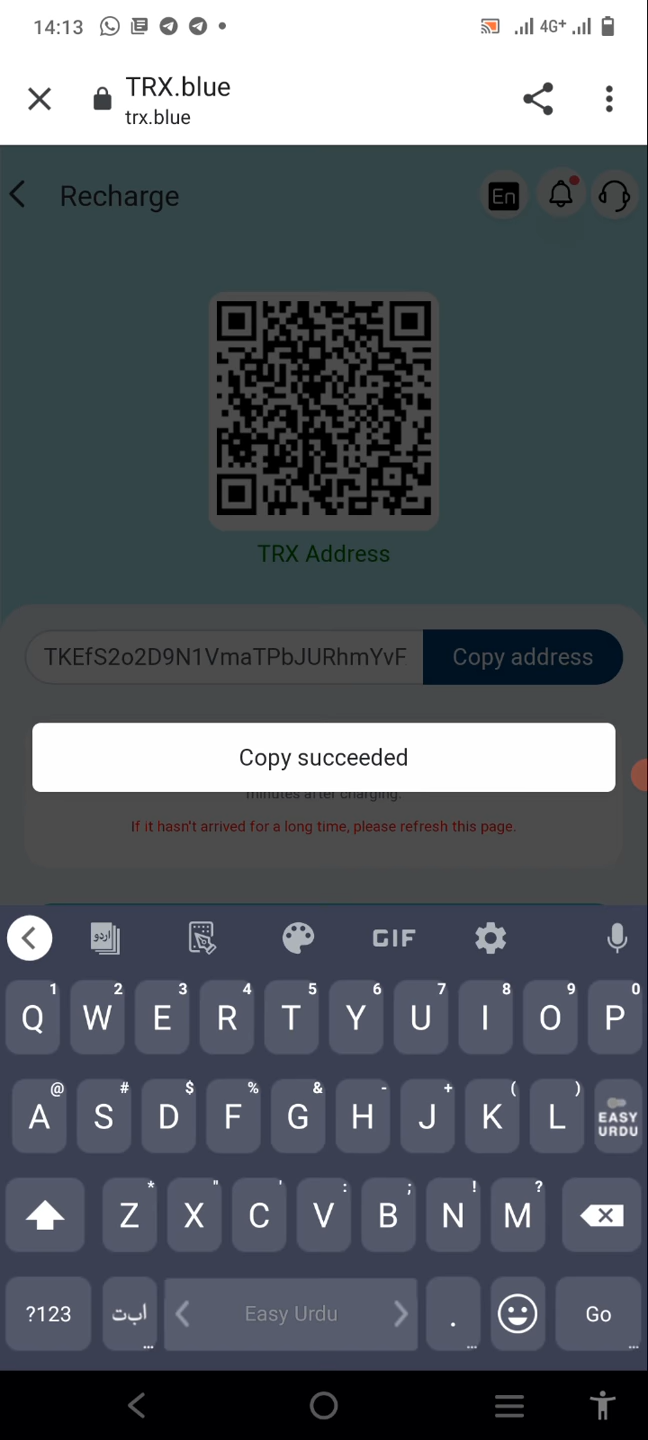 14:13 4G+
TRX.blue
trx.blue
Recharge En
TRX Address
TKEfS2o2D9N1VmaTPbJURhmYvF
Copy address
Copy succeeded
minutes after charging.
If it hasn't arrived for a long time, please refresh this page.
اردو GIF
1 2 3 4 5 6 7 8 9 0
Q W E R T Y U I O P
@ # $ % & - + ( )
A S D F G H J K L EASY URDU
* " ' : ; ! ?
Z X C V B N M
?123 ابت ... Easy Urdu . ... Go ...